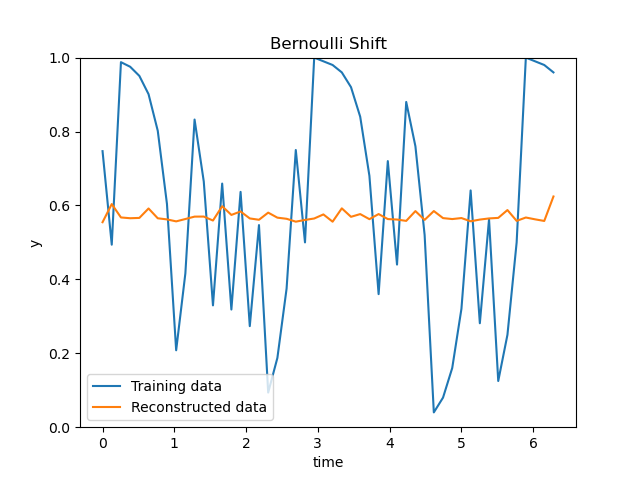 Bernoulli Shift
1.0
0.8
0.6
0.4
0.2
0.0
y
Training data
Reconstructed data
0 1 2 3 4 5 6
time